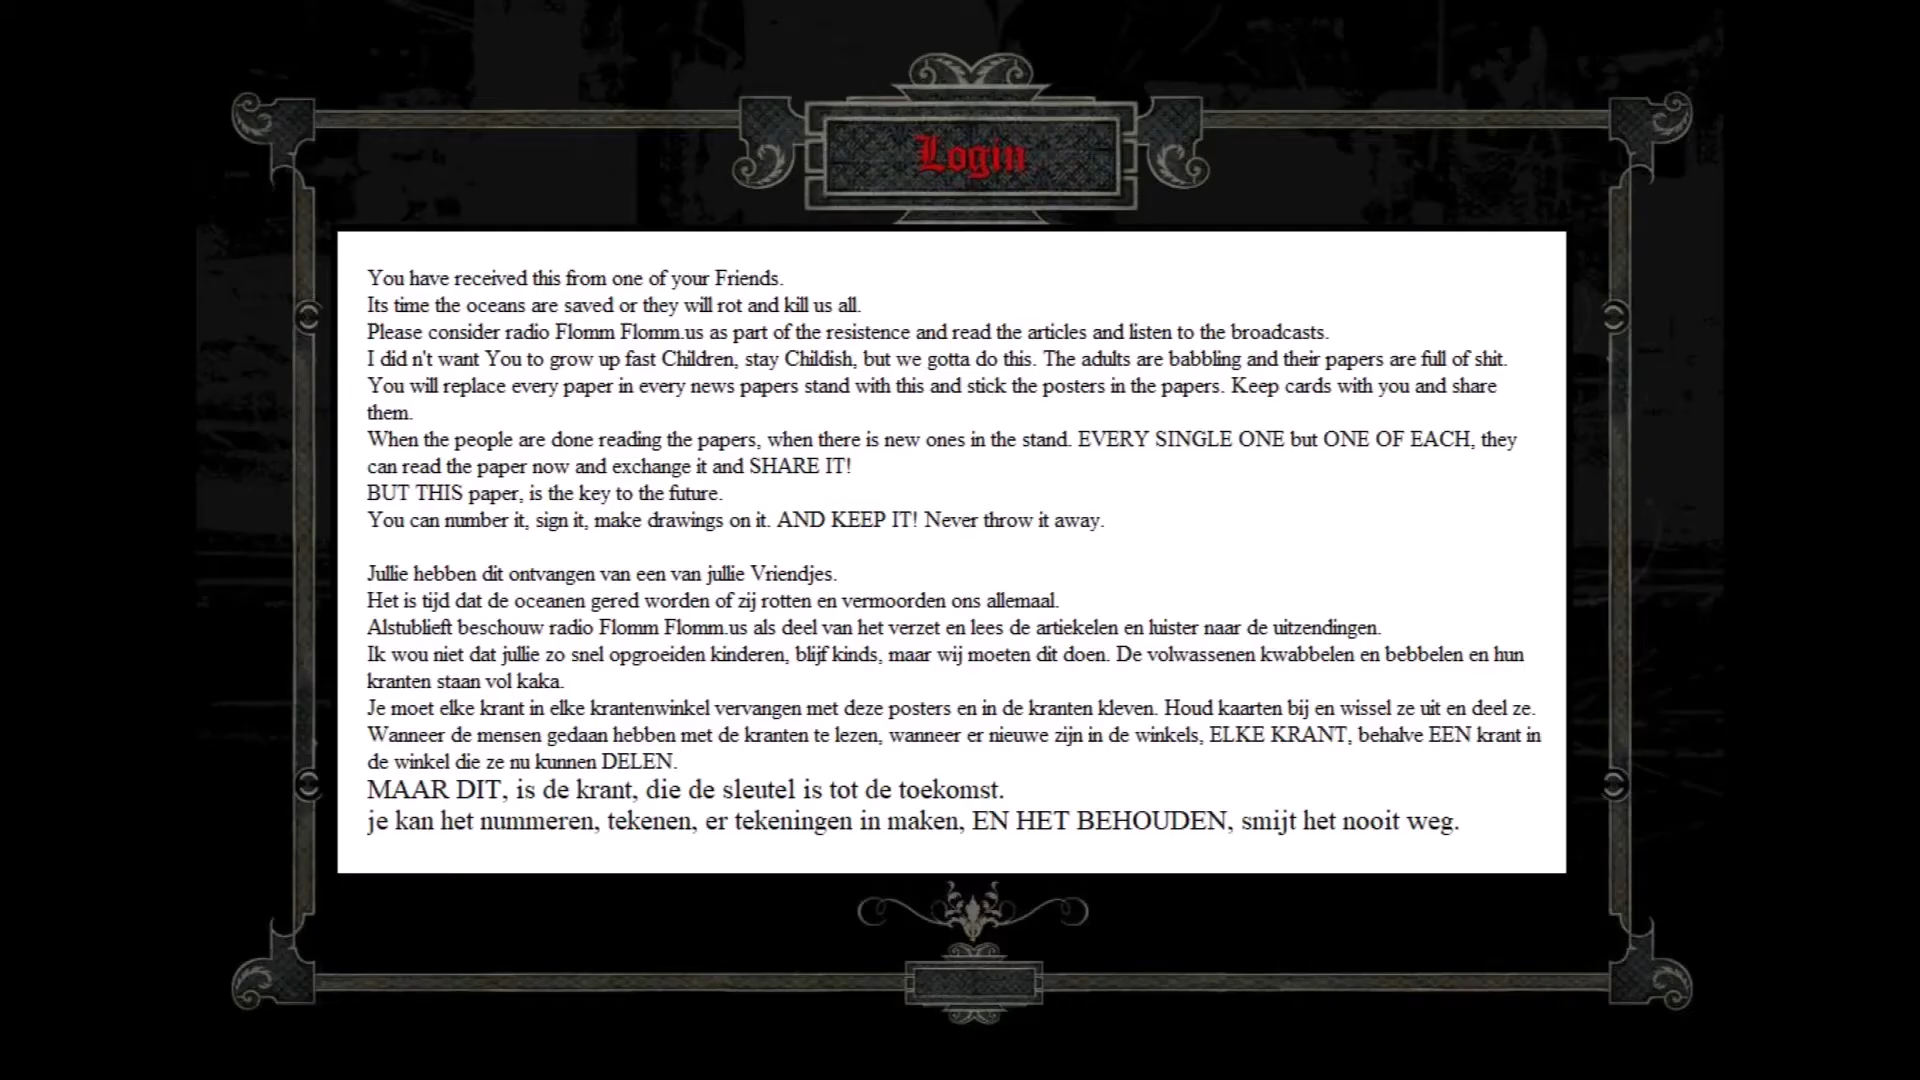 Login
You have received this from one of your Friends.
Its time the oceans are saved or they will rot and kill us all.
Please consider radio Flomm Flomm.us as part of the resistence and read the articles and listen to the broadcasts.
I did n't want You to grow up fast Children, stay Childish, but we gotta do this. The adults are babbling and their papers are full of shit.
You will replace every paper in every news papers stand with this and stick the posters in the papers. Keep cards with you and share
them.
When the people are done reading the papers, when there is new ones in the stand. EVERY SINGLE ONE but ONE OF EACH, they
can read the paper now and exchange it and SHARE IT!
BUT THIS paper, is the key to the future.
You can number it, sign it, make drawings on it. AND KEEP IT! Never throw it away.
Jullie hebben dit ontvangen van een van jullie Vriendjes.
Het is tijd dat de oceanen gered worden of zij rotten en vermoorden ons allemaal.
Alstublieft beschouw radio Flomm Flomm.us als deel van het verzet en lees de artiekelen en luister naar de uitzendingen.
Ik wou niet dat jullie zo snel opgroeiden kinderen, blijf kinds, maar wij moeten dit doen. De volwassenen kwabbelen en bebbelen en hun
kranten staan vol kaka.
Je moet elke krant in elke krantenwinkel vervangen met deze posters en in de kranten kleven. Houd kaarten bij en wissel ze uit en deel ze.
Wanneer de mensen gedaan hebben met de kranten te lezen, wanneer er nieuwe zijn in de winkels, ELKE KRANT, behalve EEN krant in
de winkel die ze nu kunnen DELEN.
MAAR DIT, is de krant, die de sleutel is tot de toekomst.
je kan het nummeren, tekenen, er tekeningen in maken, EN HET BEHOUDEN, smijt het nooit weg.